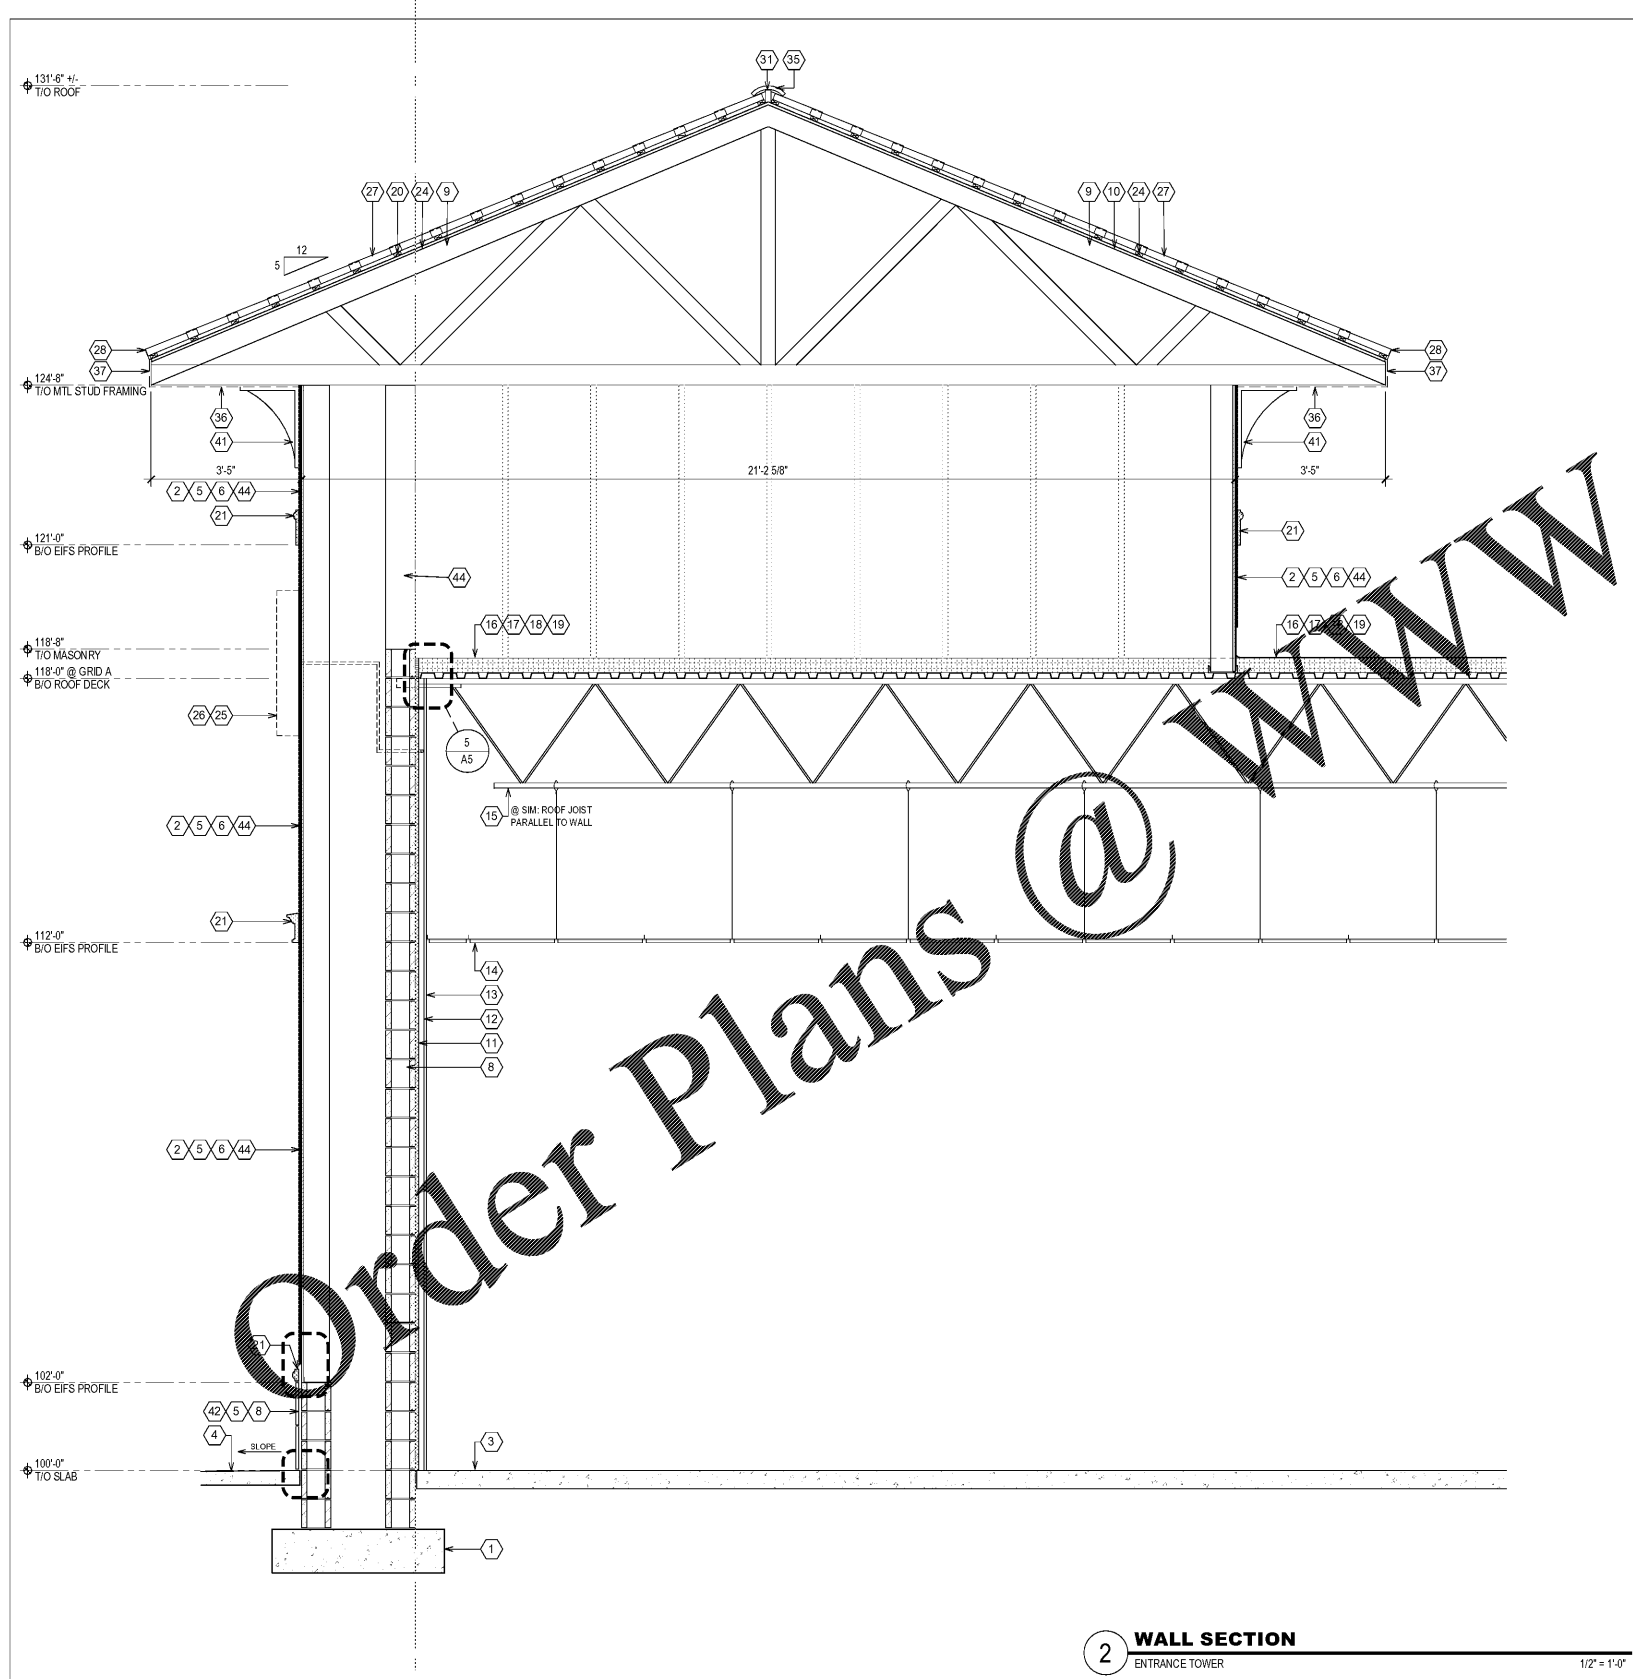 31 35
131'-6" +/-
T/O ROOF
27 20 24 9
9 10 24 27
12
5
28
28
37
37
124'-8"
T/O MTL STUD FRAMING
36
36
41
41
3'-5"
21'-2 5/8"
3'-5"
2 5 6 44
21
21
121'-0"
B/O EIFS PROFILE
44
2 5 6 44
16 17 18 19
16 17 18 19
118'-8"
T/O MASONRY
118'-0" @ GRID A
B/O ROOF DECK
26 25
5
A5
15
@ SIM: ROOF JOIST
PARALLEL TO WALL
2 5 6 44
21
112'-0"
B/O EIFS PROFILE
14
13
12
11
8
2 5 6 44
Order Plans @ WWW
21
102'-0"
B/O EIFS PROFILE
42 5 8
4
SLOPE
3
100'-0"
T/O SLAB
1
2
WALL SECTION
ENTRANCE TOWER
1/2" = 1'-0"